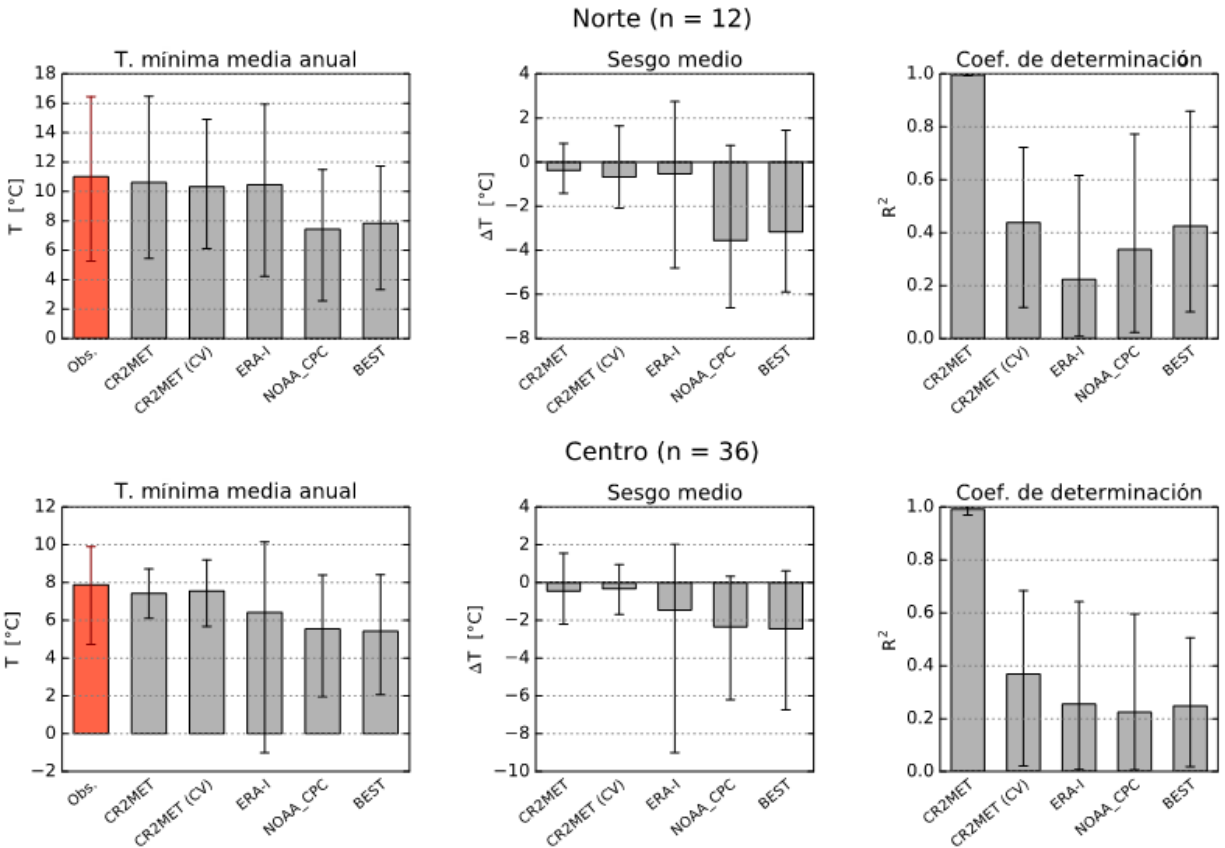 Norte (n = 12)
T. mínima media anual
T [°C]
18
16
14
12
10
8
6
4
2
0
Obs.
CR2MET
CR2MET (CV)
ERA-I
NOAA_CPC
BEST
Sesgo medio
ΔT [°C]
4
2
0
−2
−4
−6
−8
CR2MET
CR2MET (CV)
ERA-I
NOAA_CPC
BEST
Coef. de determinación
R²
1.0
0.8
0.6
0.4
0.2
0.0
CR2MET
CR2MET (CV)
ERA-I
NOAA_CPC
BEST
Centro (n = 36)
T. mínima media anual
T [°C]
12
10
8
6
4
2
0
−2
Obs.
CR2MET
CR2MET (CV)
ERA-I
NOAA_CPC
BEST
Sesgo medio
ΔT [°C]
4
2
0
−2
−4
−6
−8
−10
CR2MET
CR2MET (CV)
ERA-I
NOAA_CPC
BEST
Coef. de determinación
R²
1.0
0.8
0.6
0.4
0.2
0.0
CR2MET
CR2MET (CV)
ERA-I
NOAA_CPC
BEST